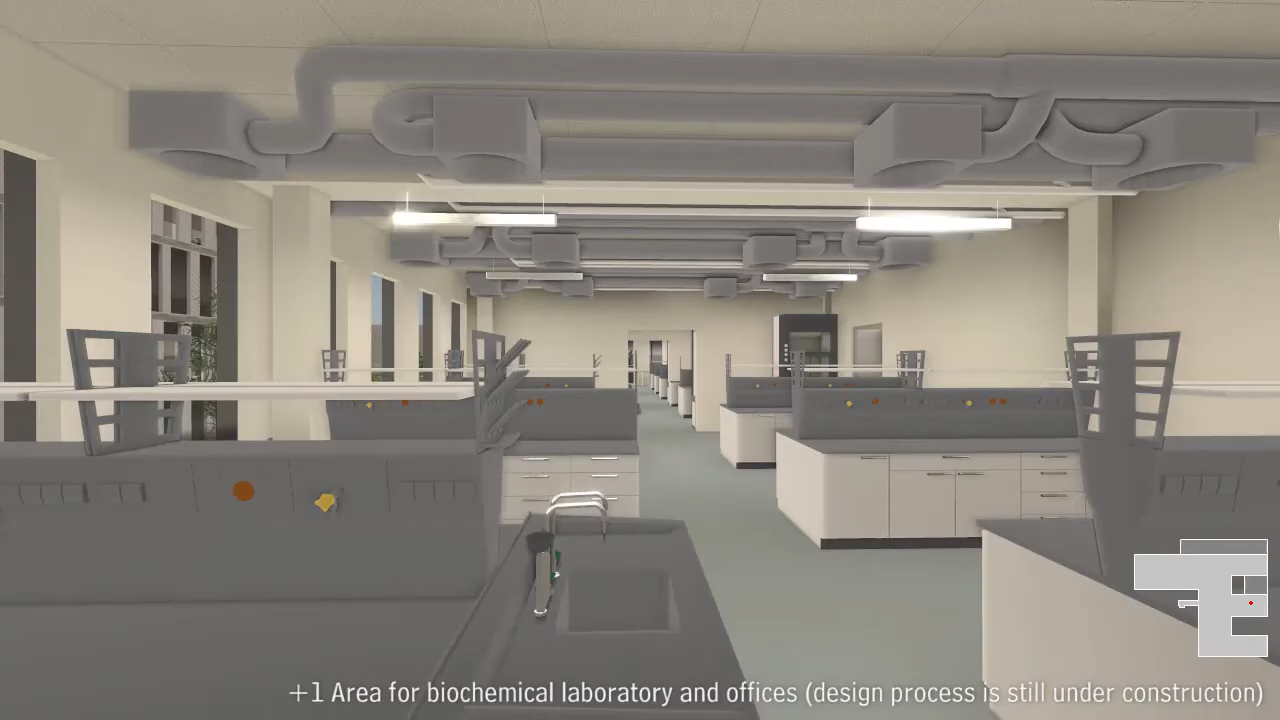 +1 Area for biochemical laboratory and offices (design process is still under construction)